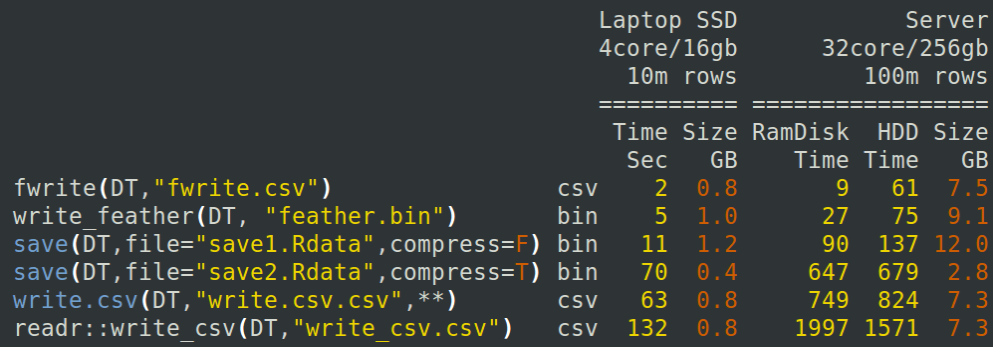 Laptop SSD Server
4core/16gb 32core/256gb
10m rows 100m rows
========== =================
Time Size RamDisk HDD Size
Sec GB Time Time GB
fwrite(DT,"fwrite.csv") csv 2 0.8 9 61 7.5
write_feather(DT, "feather.bin") bin 5 1.0 27 75 9.1
save(DT,file="save1.Rdata",compress=F) bin 11 1.2 90 137 12.0
save(DT,file="save2.Rdata",compress=T) bin 70 0.4 647 679 2.8
write.csv(DT,"write.csv.csv",**) csv 63 0.8 749 824 7.3
readr::write_csv(DT,"write_csv.csv") csv 132 0.8 1997 1571 7.3